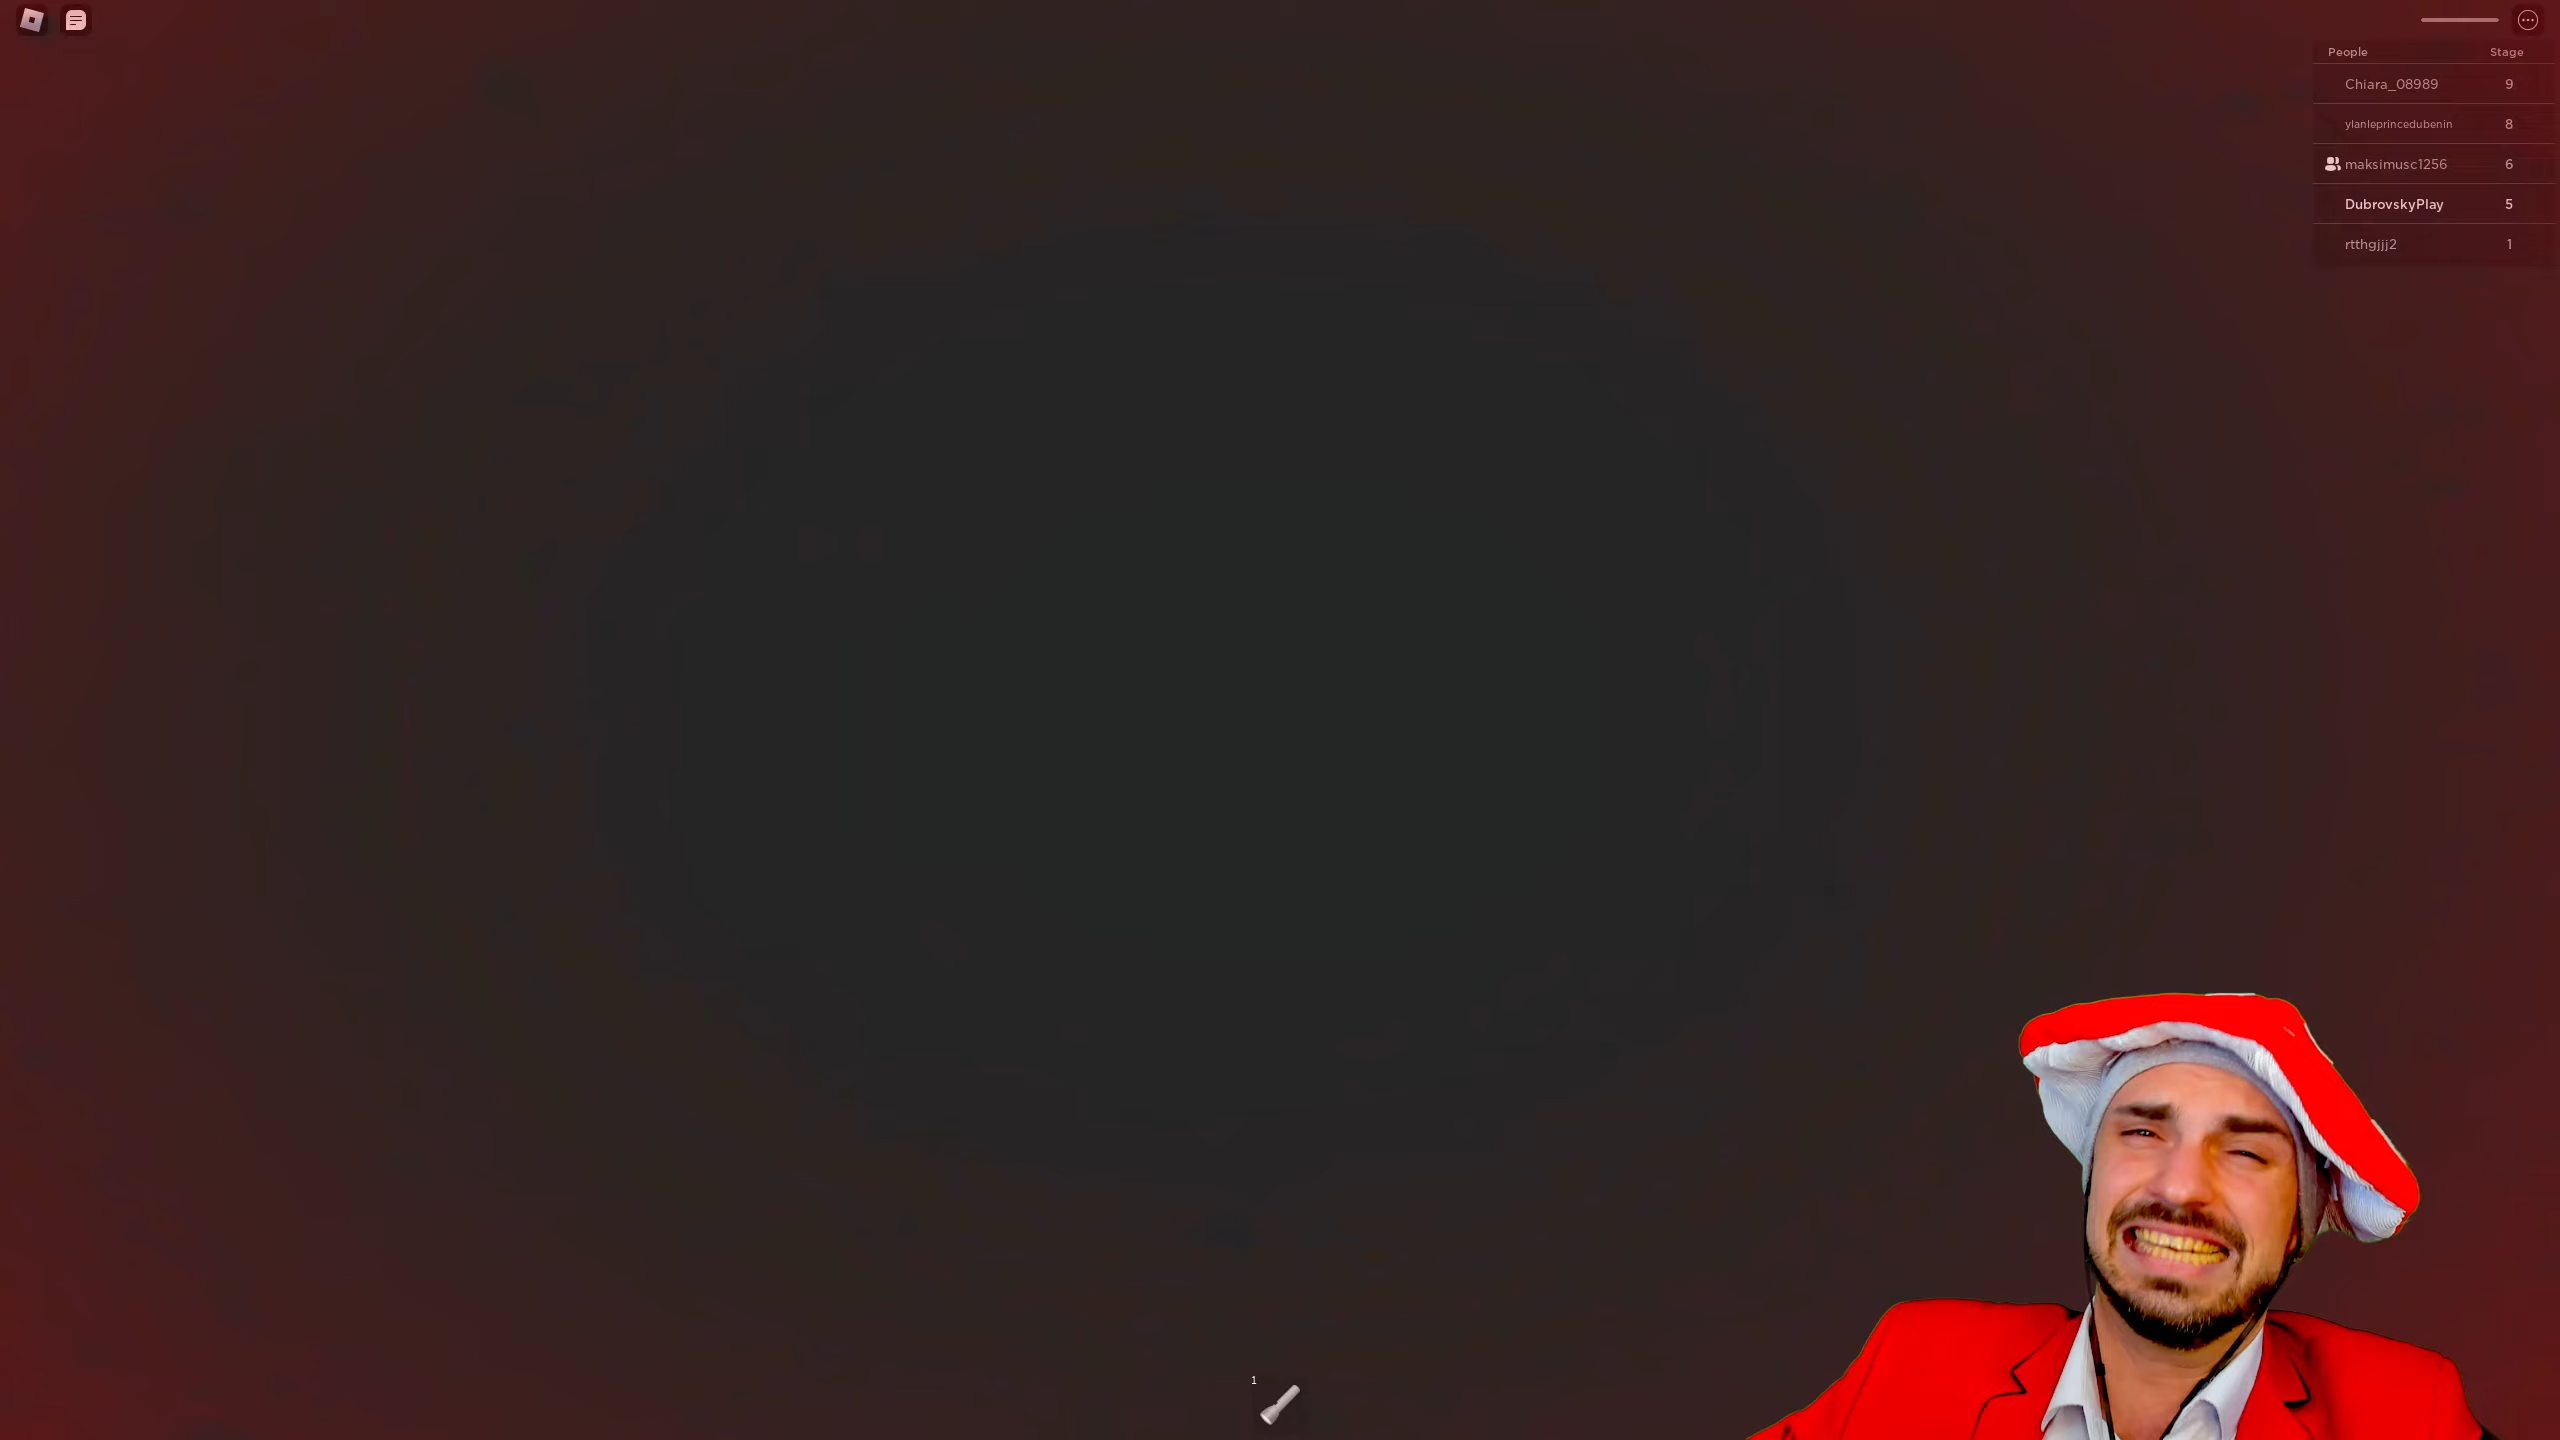 People Stage
Chiara_08989 9
ylanleprincedubenin 8
maksimusc1256 6
DubrovskyPlay 5
rtthgjjj2 1
1